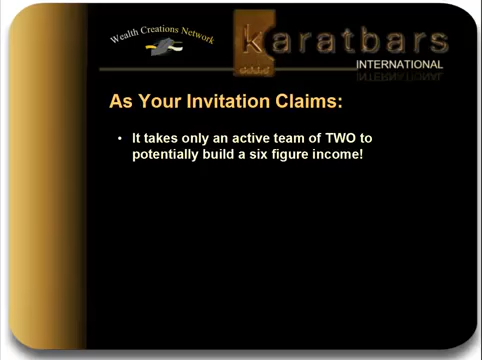 Wealth Creations Network
karatbars
INTERNATIONAL
As Your Invitation Claims:
• It takes only an active team of TWO to
potentially build a six figure income!